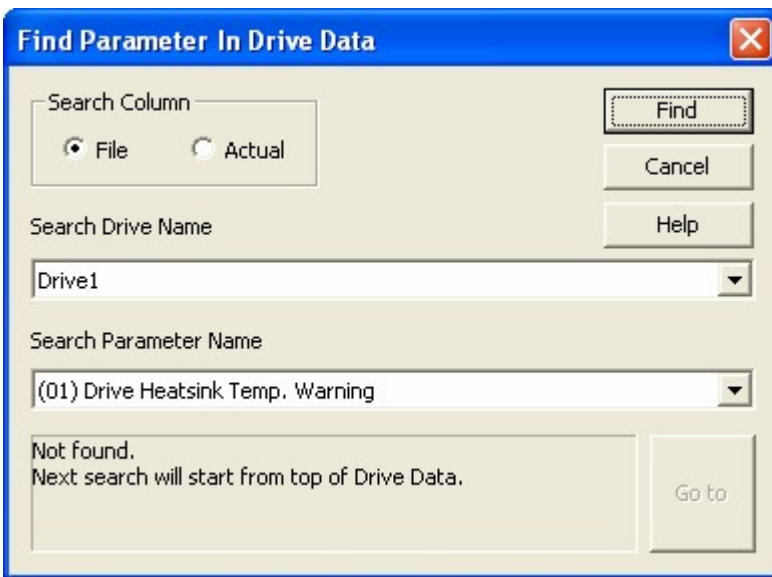 Find Parameter In Drive Data
Search Column
File Actual
Find
Cancel
Help
Search Drive Name
Drive1
Search Parameter Name
(01) Drive Heatsink Temp. Warning
Not found.
Next search will start from top of Drive Data.
Go to